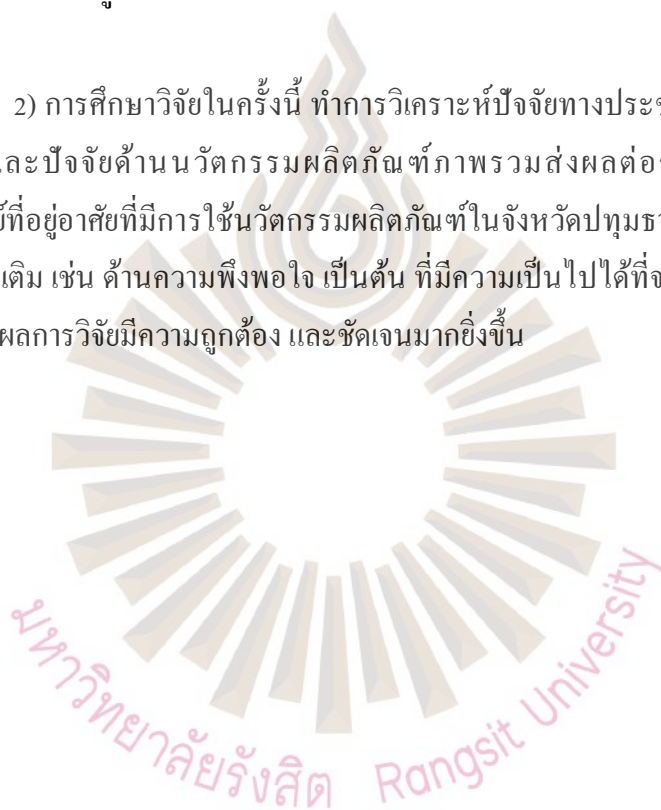 2) การศึกษาวิจัยในครั้งนี้ ทำการวิเคราะห์ปัจจัยทางประช
ละปัจจัยด้านนวัตกรรมผลิตภัณฑ์ภาพรวมส่งผลต่อ
ย์ที่อยู่อาศัยที่มีการใช้นวัตกรรมผลิตภัณฑ์ในจังหวัดปทุมธา
เติม เช่น ด้านความพึงพอใจ เป็นต้น ที่มีความเป็นไปได้ที่จ
ผลการวิจัยมีความถูกต้อง และชัดเจนมากยิ่งขึ้น
มหาวิทยาลัยรังสิต Rangsit University